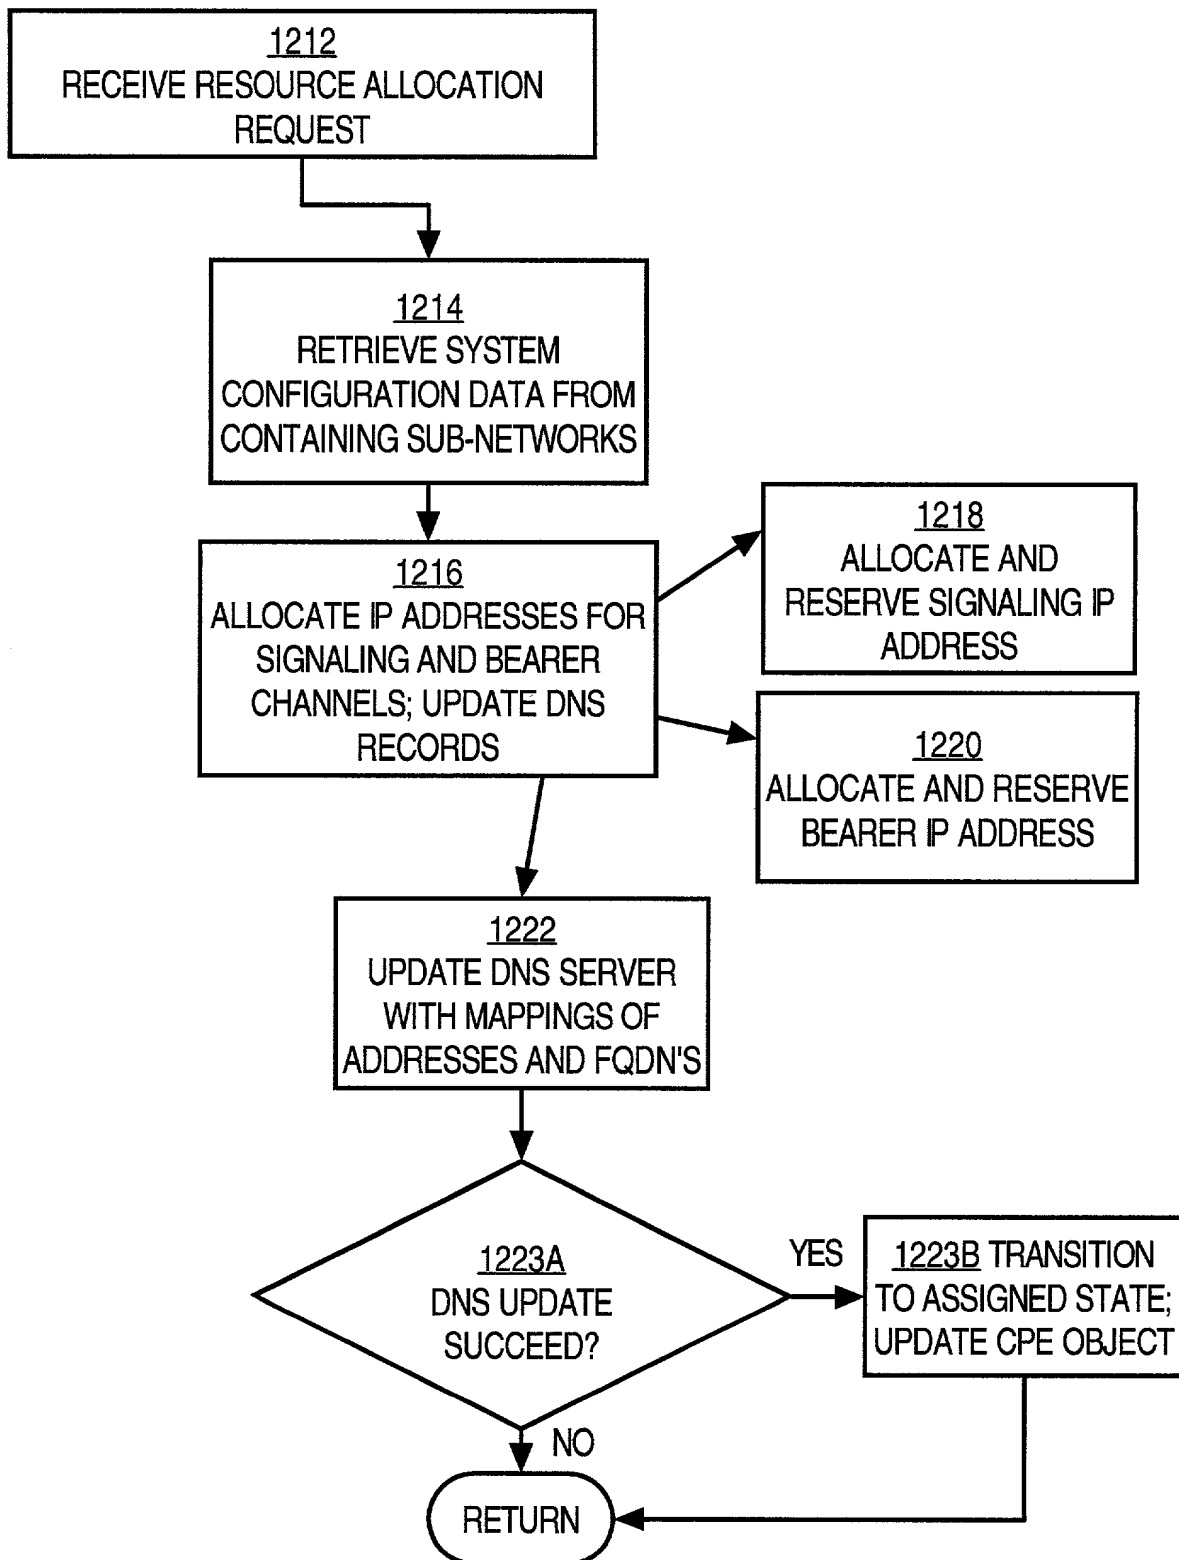 1212
RECEIVE RESOURCE ALLOCATION
REQUEST
1214
RETRIEVE SYSTEM
CONFIGURATION DATA FROM
CONTAINING SUB-NETWORKS
1216
ALLOCATE IP ADDRESSES FOR
SIGNALING AND BEARER
CHANNELS; UPDATE DNS
RECORDS
1218
ALLOCATE AND
RESERVE SIGNALING IP
ADDRESS
1220
ALLOCATE AND RESERVE
BEARER IP ADDRESS
1222
UPDATE DNS SERVER
WITH MAPPINGS OF
ADDRESSES AND FQDN'S
1223A
DNS UPDATE
SUCCEED?
YES
1223B TRANSITION
TO ASSIGNED STATE;
UPDATE CPE OBJECT
NO
RETURN